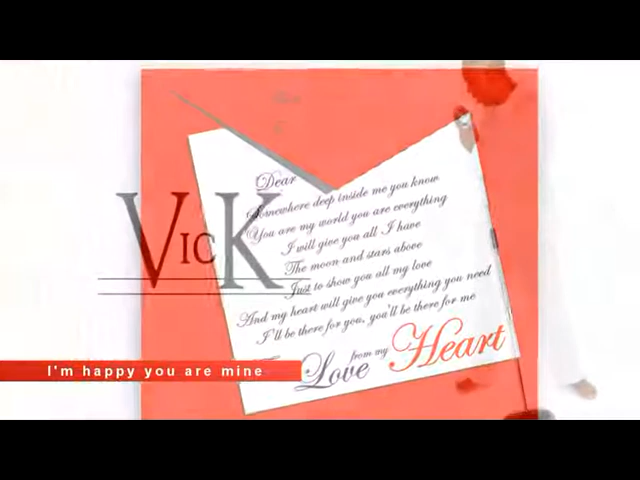 Dear
Somewhere deep inside me you know
You are my world you are everything
I will give you all I have
The moon and stars above
Just to show you all my love
And my heart will give you everything you need
I'll be there for you, you'll be there for me
Love from my Heart
VicK
I'm happy you are mine